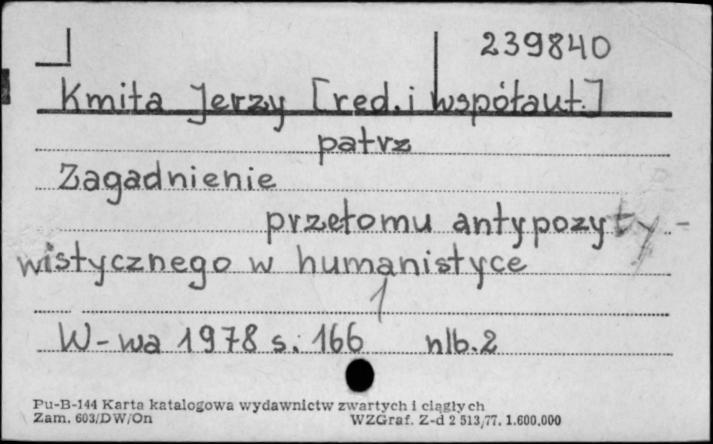 239840
Kmita Jerzy [red. i współaut.]
patrz
Zagadnienie
przełomu antypozyty-
wistycznego w humanistyce
1
W-wa 1978 s. 166 nlb. 2
Pu-B-144 Karta katalogowa wydawnictw zwartych i ciągłych
Zam. 603/DW/On WZGraf. Z-d 2 513/77. 1.600.000